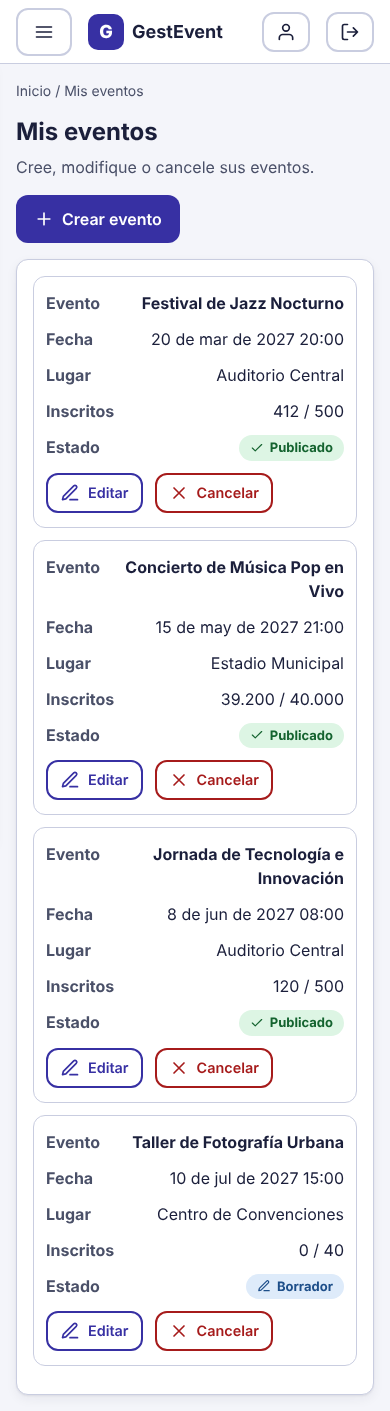 G GestEvent
Inicio / Mis eventos
Mis eventos
Cree, modifique o cancele sus eventos.
Crear evento
Evento Festival de Jazz Nocturno
Fecha 20 de mar de 2027 20:00
Lugar Auditorio Central
Inscritos 412 / 500
Estado Publicado
Editar Cancelar
Evento Concierto de Música Pop en
Vivo
Fecha 15 de may de 2027 21:00
Lugar Estadio Municipal
Inscritos 39.200 / 40.000
Estado Publicado
Editar Cancelar
Evento Jornada de Tecnología e
Innovación
Fecha 8 de jun de 2027 08:00
Lugar Auditorio Central
Inscritos 120 / 500
Estado Publicado
Editar Cancelar
Evento Taller de Fotografía Urbana
Fecha 10 de jul de 2027 15:00
Lugar Centro de Convenciones
Inscritos 0 / 40
Estado Borrador
Editar Cancelar